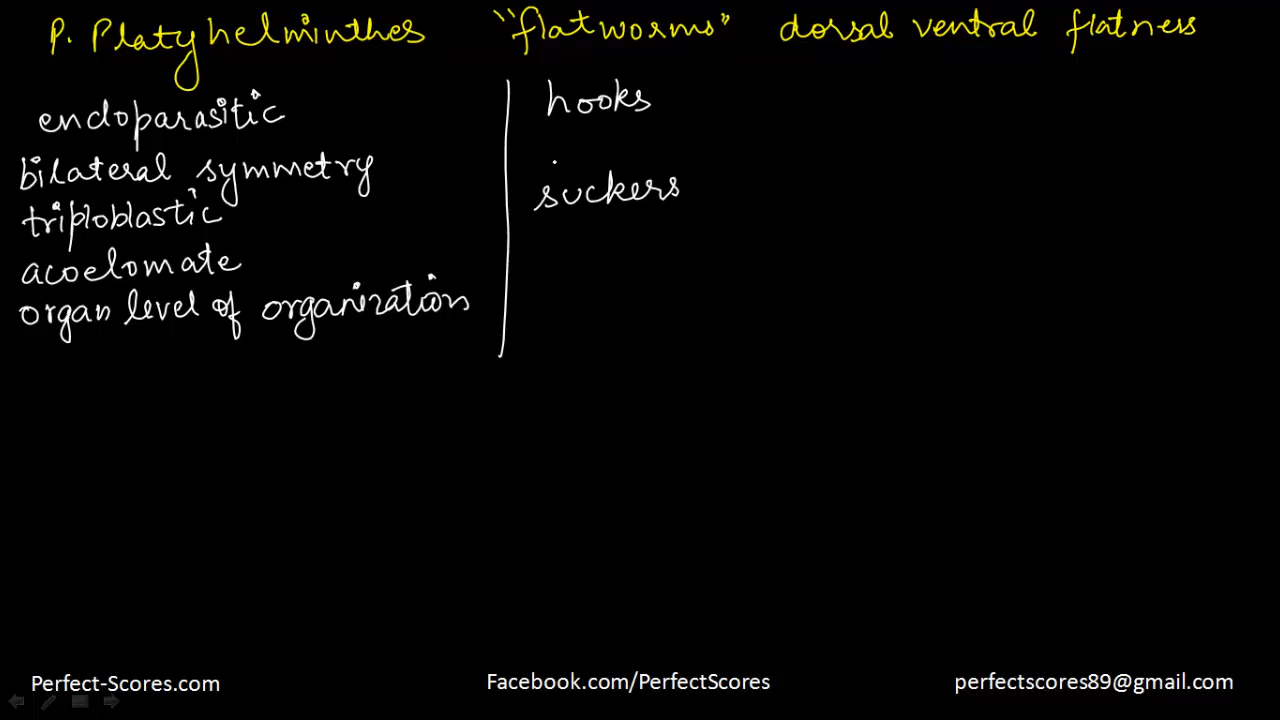 P. Platyhelminthes "flatworms" dorsal ventral flatness
endoparasitic
bilateral symmetry
triploblastic
acoelomate
organ level of organization
hooks
suckers
Perfect-Scores.com
Facebook.com/PerfectScores
perfectscores89@gmail.com